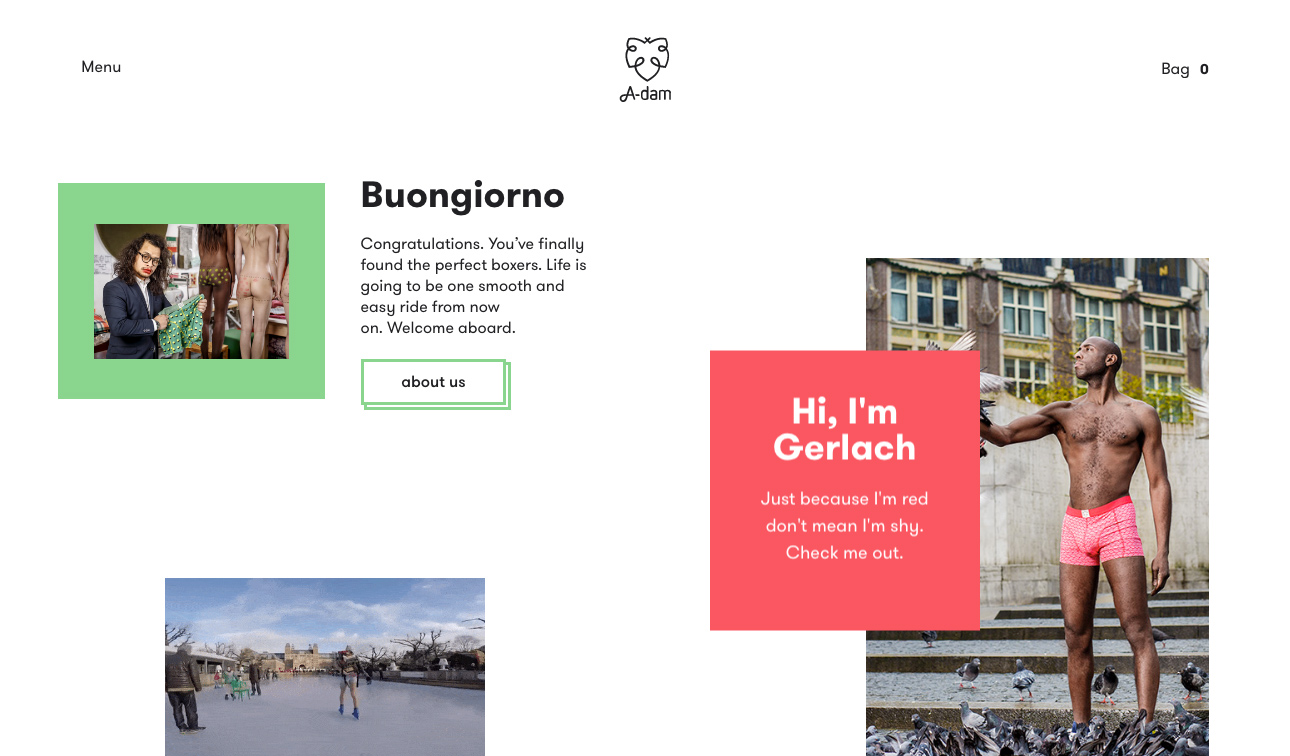 Menu
A-dam
Bag 0
Buongiorno
Congratulations. You’ve finally
found the perfect boxers. Life is
going to be one smooth and
easy ride from now
on. Welcome aboard.
about us
Hi, I'm
Gerlach
Just because I'm red
don't mean I'm shy.
Check me out.